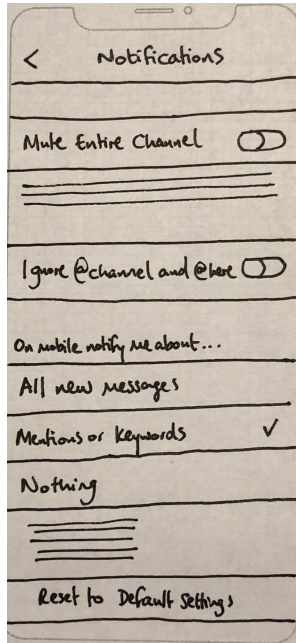 Notifications
Mute Entire Channel
Ignore @channel and @here
On mobile notify me about...
All new messages
Mentions or Keywords
Nothing
Reset to Default Settings